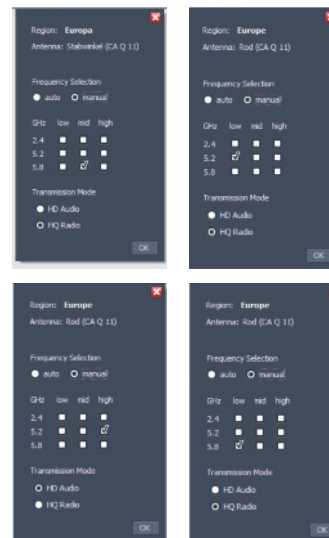 Region: Europa
Antenna: Stabwinkel (CA Q 11)
Frequency Selection
auto manual
GHz low mid high
2.4
5.2
5.8
Transmission Mode
HD Audio
HQ Radio
OK
Region: Europe
Antenna: Rod (CA Q 11)
Frequency Selection
auto manual
GHz low mid high
2.4
5.2
5.8
Transmission Mode
HD Audio
HQ Radio
OK
Region: Europe
Antenna: Rod (CA Q 11)
Frequency Selection
auto manual
GHz low mid high
2.4
5.2
5.8
Transmission Mode
HD Audio
HQ Radio
OK
Region: Europe
Antenna: Rod (CA Q 11)
Frequency Selection
auto manual
GHz low mid high
2.4
5.2
5.8
Transmission Mode
HD Audio
HQ Radio
OK